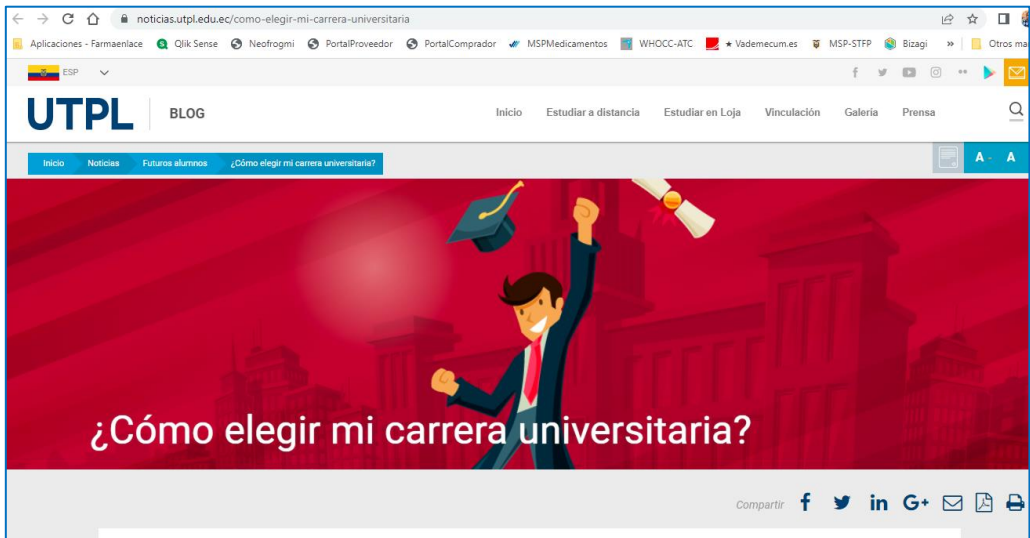 noticias.utpl.edu.ec/como-elegir-mi-carrera-universitaria
Aplicaciones - Farmaenlace Qlik Sense Neofrogmi PortalProveedor PortalComprador MSPMedicamentos WHOCC-ATC ★ Vademecum.es MSP-STFP Bizagi » Otros ma
ESP
UTPL BLOG Inicio Estudiar a distancia Estudiar en Loja Vinculación Galería Prensa
Inicio Noticias Futuros alumnos ¿Cómo elegir mi carrera universitaria? A - A
¿Cómo elegir mi carrera universitaria?
Compartir